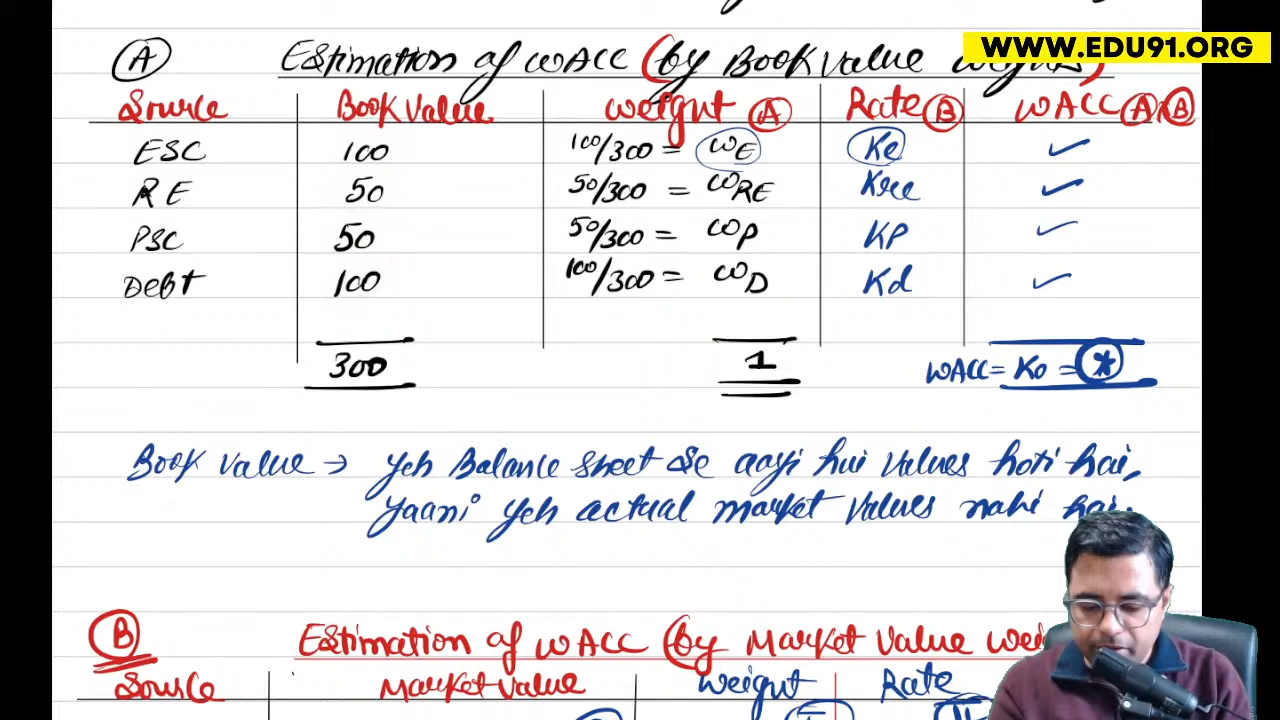 WWW.EDU91.ORG
(A) Estimation of WACC (by Book Value Weights)
Source Book Value Weight (A) Rate (B) WACC (A)x(B)
ESC 100 100/300 = WE Ke ✓
RE 50 50/300 = WRE Kre ✓
PSC 50 50/300 = WP KP ✓
Debt 100 100/300 = WD Kd ✓
300 1 WACC = Ko = *
Book Value → Yeh Balance Sheet Se aayi hui Values hoti hai,
Yaani Yeh actual market Values nahi hai.
(B) Estimation of WACC (by Market Value Wei
Source Market Value Weight Rate